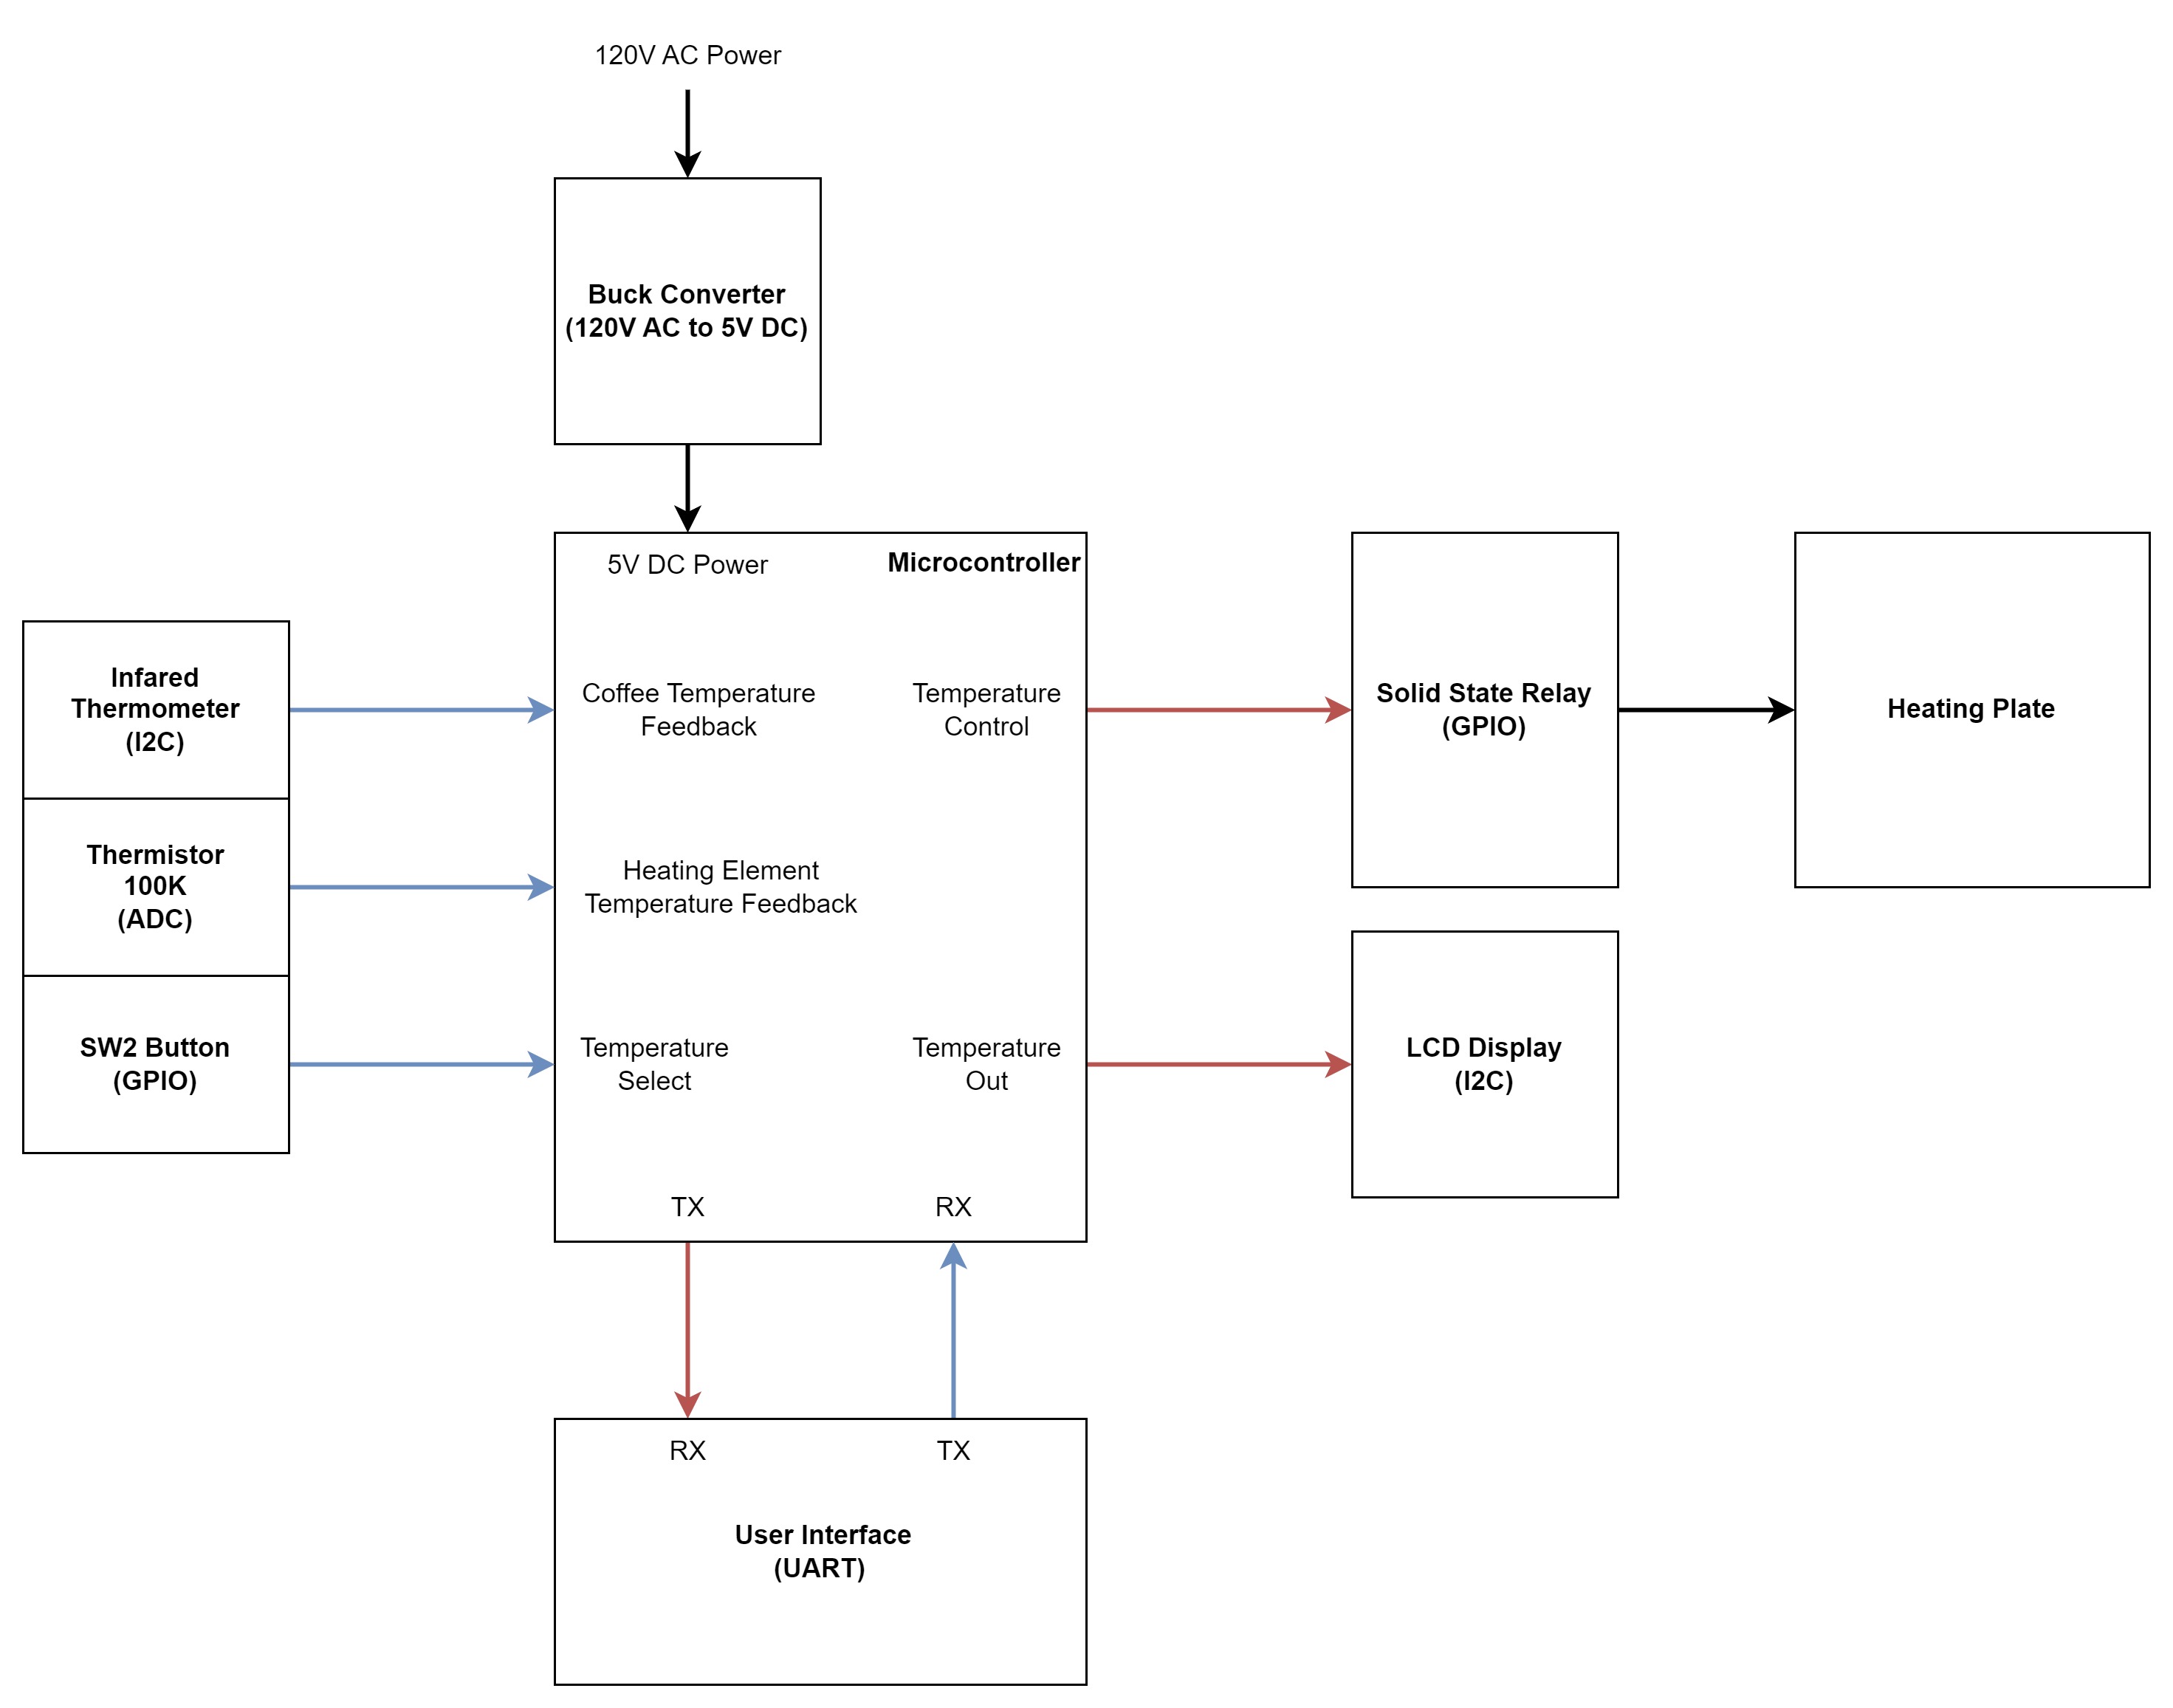 120V AC Power
Buck Converter
(120V AC to 5V DC)
5V DC Power
Microcontroller
Infared
Thermometer
(I2C)
Coffee Temperature
Feedback
Temperature
Control
Solid State Relay
(GPIO)
Heating Plate
Thermistor
100K
(ADC)
Heating Element
Temperature Feedback
SW2 Button
(GPIO)
Temperature
Select
Temperature
Out
LCD Display
(I2C)
TX
RX
RX
TX
User Interface
(UART)